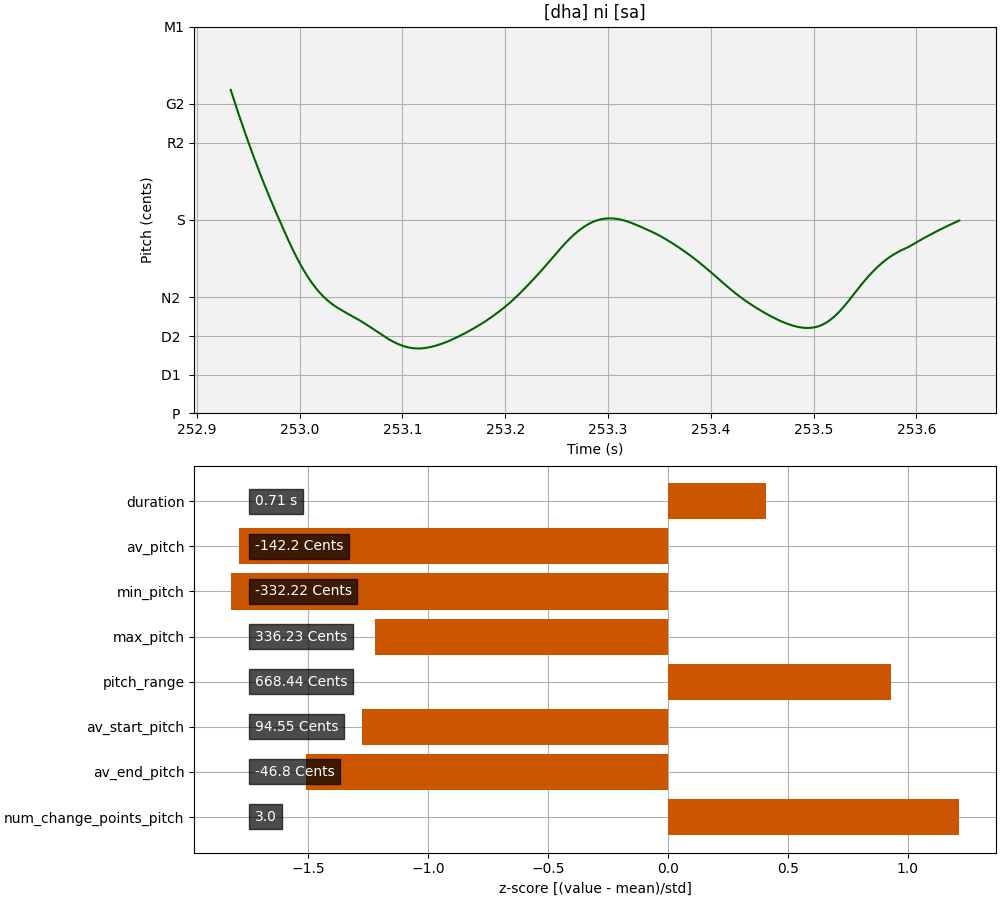 [dha] ni [sa]
M1
G2
R2
S
N2
D2
D1
P
Pitch (cents)
252.9 253.0 253.1 253.2 253.3 253.4 253.5 253.6
Time (s)
duration 0.71 s
av_pitch -142.2 Cents
min_pitch -332.22 Cents
max_pitch 336.23 Cents
pitch_range 668.44 Cents
av_start_pitch 94.55 Cents
av_end_pitch -46.8 Cents
num_change_points_pitch 3.0
−1.5 −1.0 −0.5 0.0 0.5 1.0
z-score [(value - mean)/std]